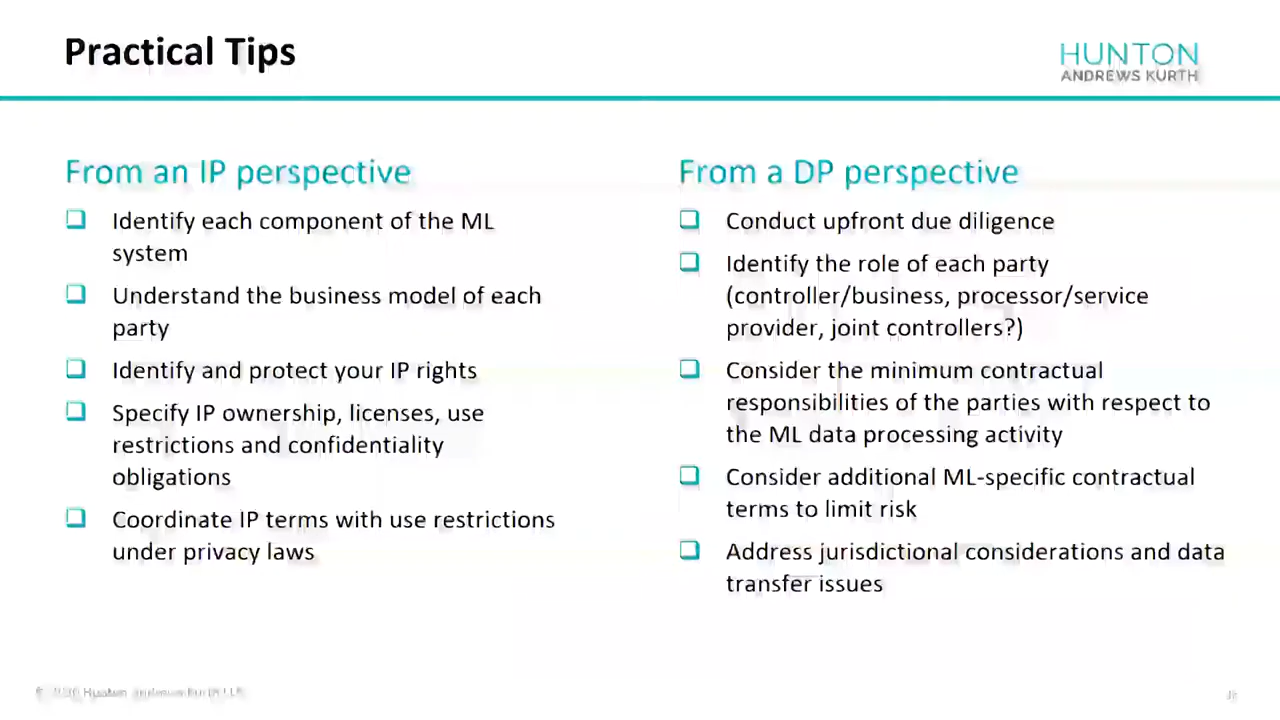 Practical Tips
HUNTON
ANDREWS KURTH
From an IP perspective
❑ Identify each component of the ML
system
❑ Understand the business model of each
party
❑ Identify and protect your IP rights
❑ Specify IP ownership, licenses, use
restrictions and confidentiality
obligations
❑ Coordinate IP terms with use restrictions
under privacy laws
From a DP perspective
❑ Conduct upfront due diligence
❑ Identify the role of each party
(controller/business, processor/service
provider, joint controllers?)
❑ Consider the minimum contractual
responsibilities of the parties with respect to
the ML data processing activity
❑ Consider additional ML-specific contractual
terms to limit risk
❑ Address jurisdictional considerations and data
transfer issues
Hunton Andrews Kurth LLP